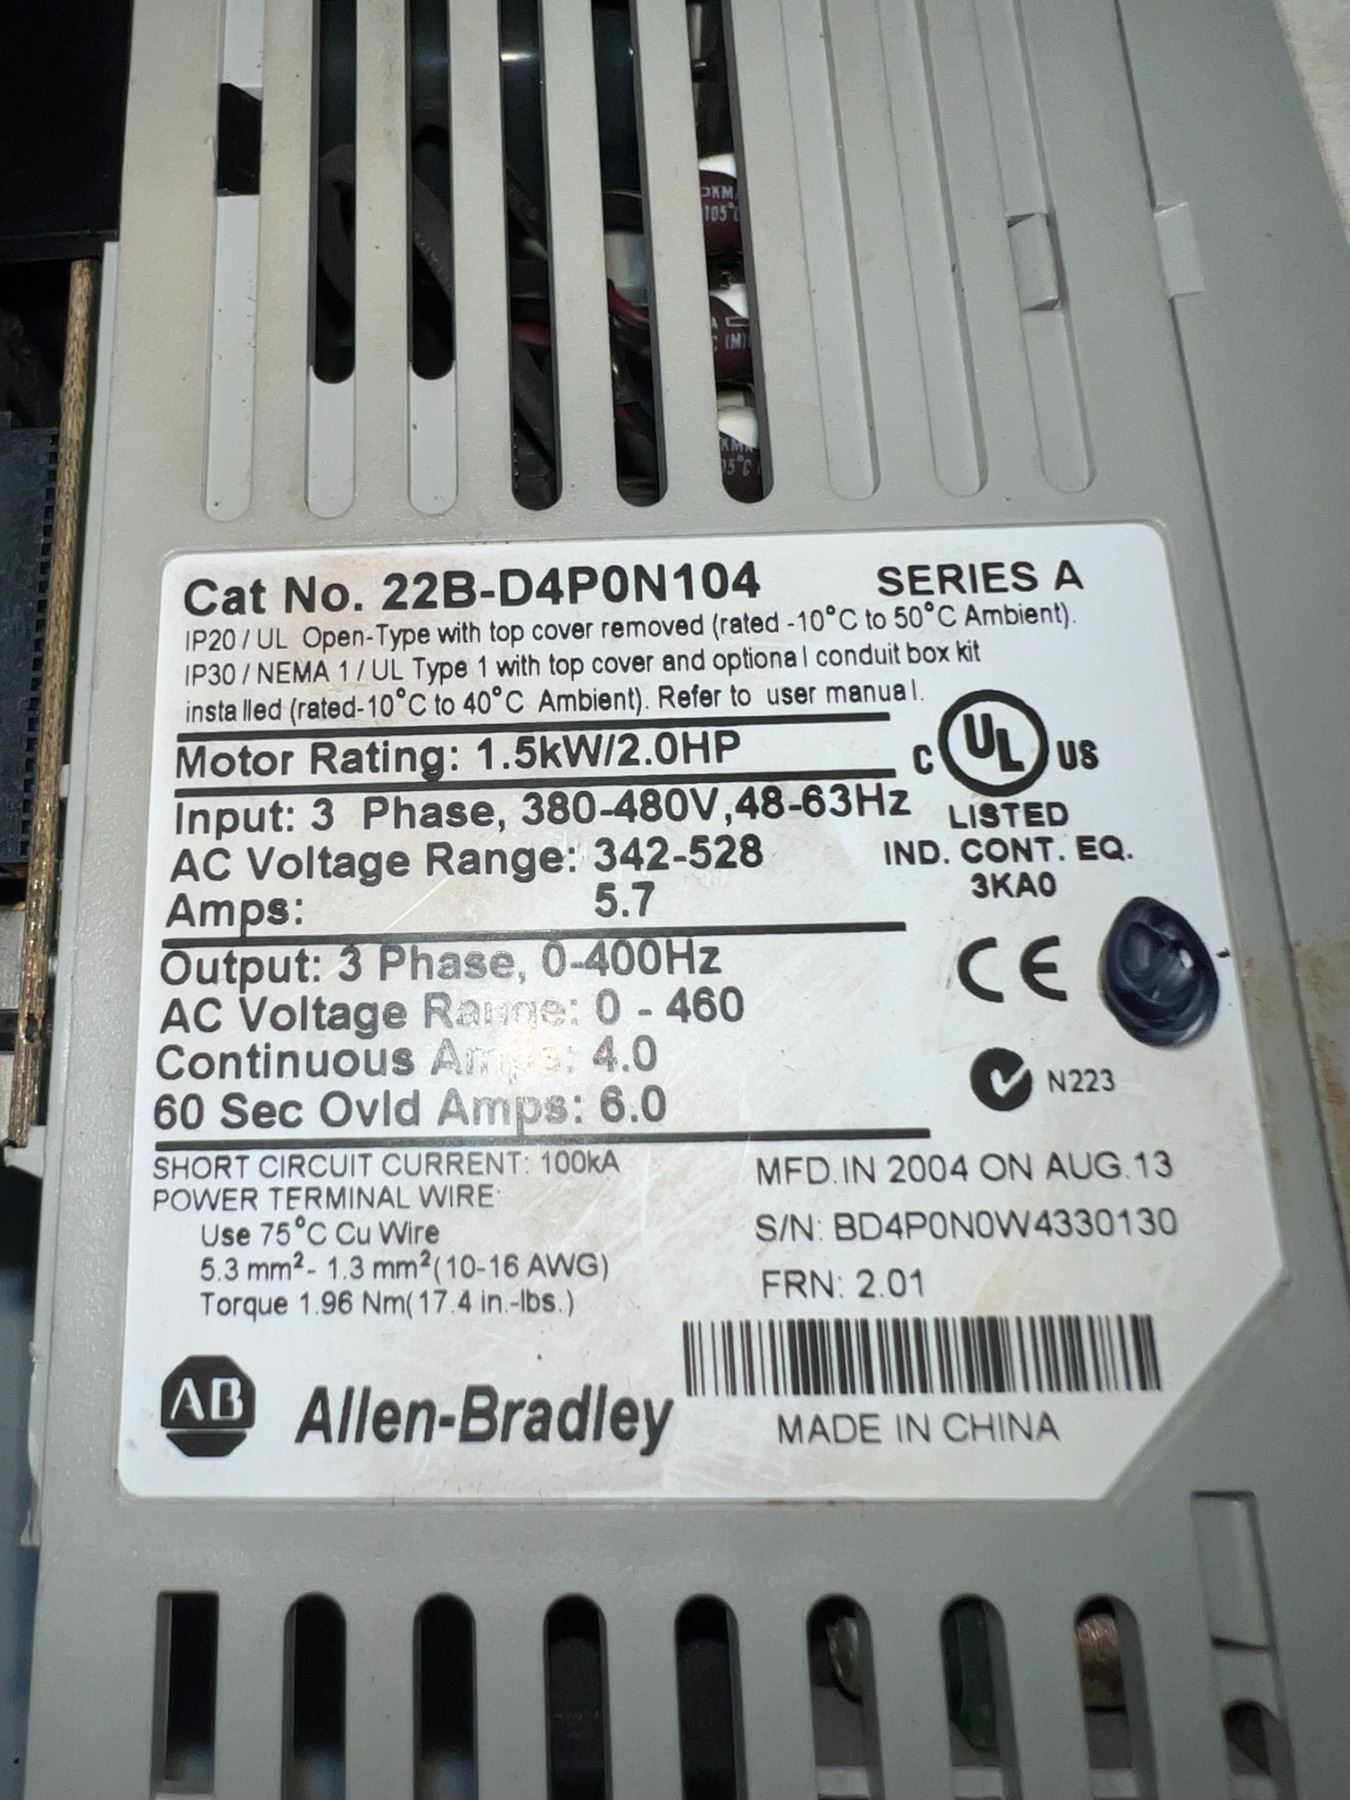 KMA
105°C
(M)
KM
5°C
Cat No. 22B-D4P0N104 SERIES A
IP20 / UL Open-Type with top cover removed (rated -10°C to 50°C Ambient).
IP30 / NEMA 1 / UL Type 1 with top cover and optional conduit box kit
installed (rated-10°C to 40°C Ambient). Refer to user manual.
Motor Rating: 1.5kW/2.0HP
C UL US
LISTED
IND. CONT. EQ.
3KA0
Input: 3 Phase, 380-480V,48-63Hz
AC Voltage Range: 342-528
Amps: 5.7
Output: 3 Phase, 0-400Hz
AC Voltage Range: 0 - 460
Continuous Amps: 4.0
60 Sec Ovld Amps: 6.0
CE
N223
SHORT CIRCUIT CURRENT: 100kA
POWER TERMINAL WIRE:
Use 75°C Cu Wire
5.3 mm²- 1.3 mm²(10-16 AWG)
Torque 1.96 Nm(17.4 in.-lbs.)
MFD.IN 2004 ON AUG.13
S/N: BD4P0N0W4330130
FRN: 2.01
AB Allen-Bradley
MADE IN CHINA